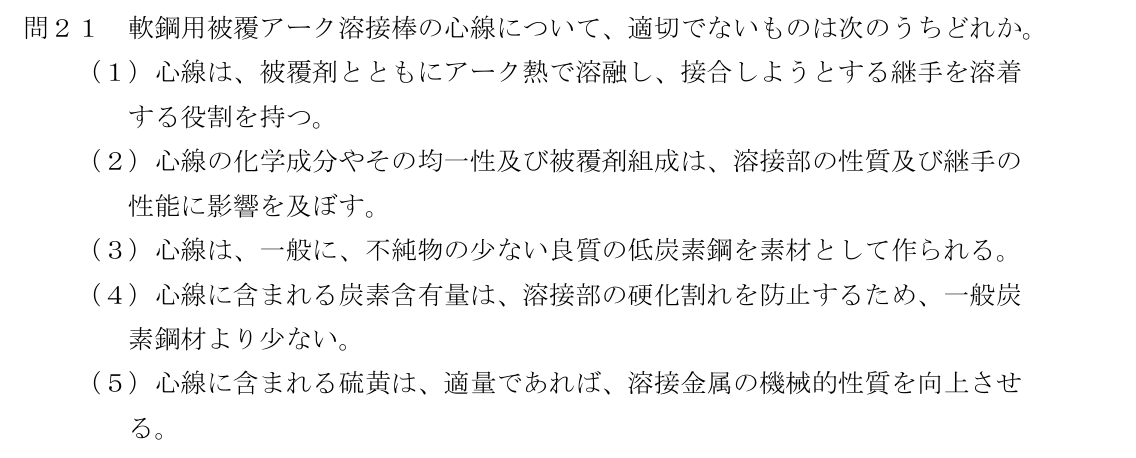 問２１　軟鋼用被覆アーク溶接棒の心線について、適切でないものは次のうちどれか。
（１）心線は、被覆剤とともにアーク熱で溶融し、接合しようとする継手を溶着
する役割を持つ。
（２）心線の化学成分やその均一性及び被覆剤組成は、溶接部の性質及び継手の
性能に影響を及ぼす。
（３）心線は、一般に、不純物の少ない良質の低炭素鋼を素材として作られる。
（４）心線に含まれる炭素含有量は、溶接部の硬化割れを防止するため、一般炭
素鋼材より少ない。
（５）心線に含まれる硫黄は、適量であれば、溶接金属の機械的性質を向上させ
る。